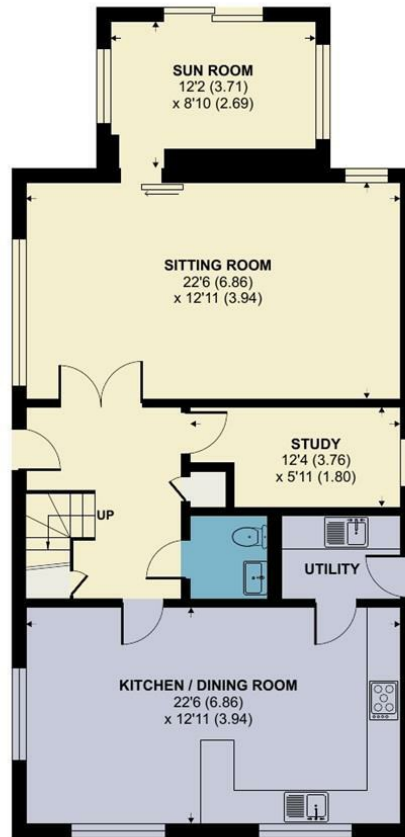 SUN ROOM
12'2 (3.71)
x 8'10 (2.69)
SITTING ROOM
22'6 (6.86)
x 12'11 (3.94)
STUDY
12'4 (3.76)
x 5'11 (1.80)
UP
UTILITY
KITCHEN / DINING ROOM
22'6 (6.86)
x 12'11 (3.94)